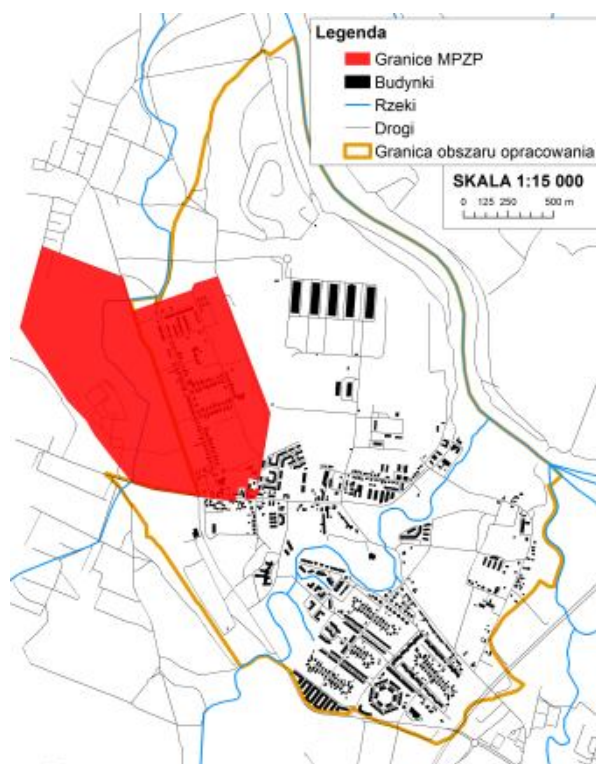 Legenda
Granice MPZP
Budynki
Rzeki
Drogi
Granica obszaru opracowania
SKALA 1:15 000
0 125 250 500 m